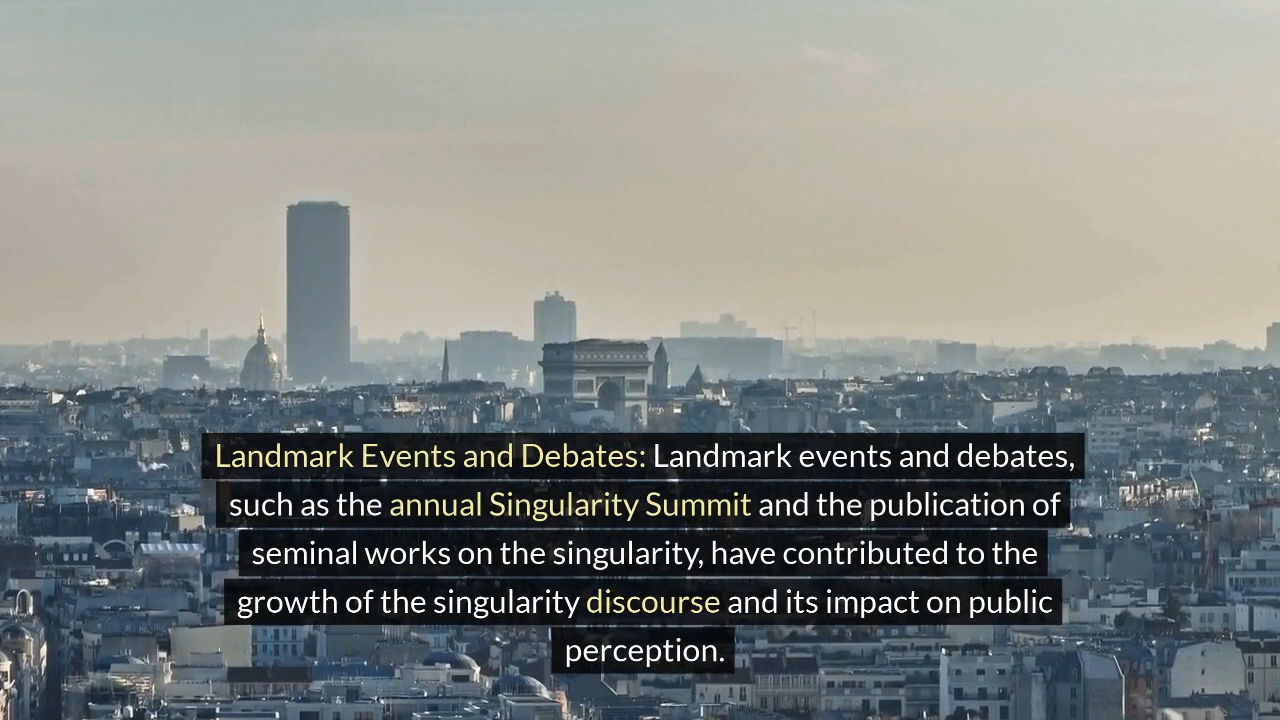 Landmark Events and Debates: Landmark events and debates,
such as the annual Singularity Summit and the publication of
seminal works on the singularity, have contributed to the
growth of the singularity discourse and its impact on public
perception.